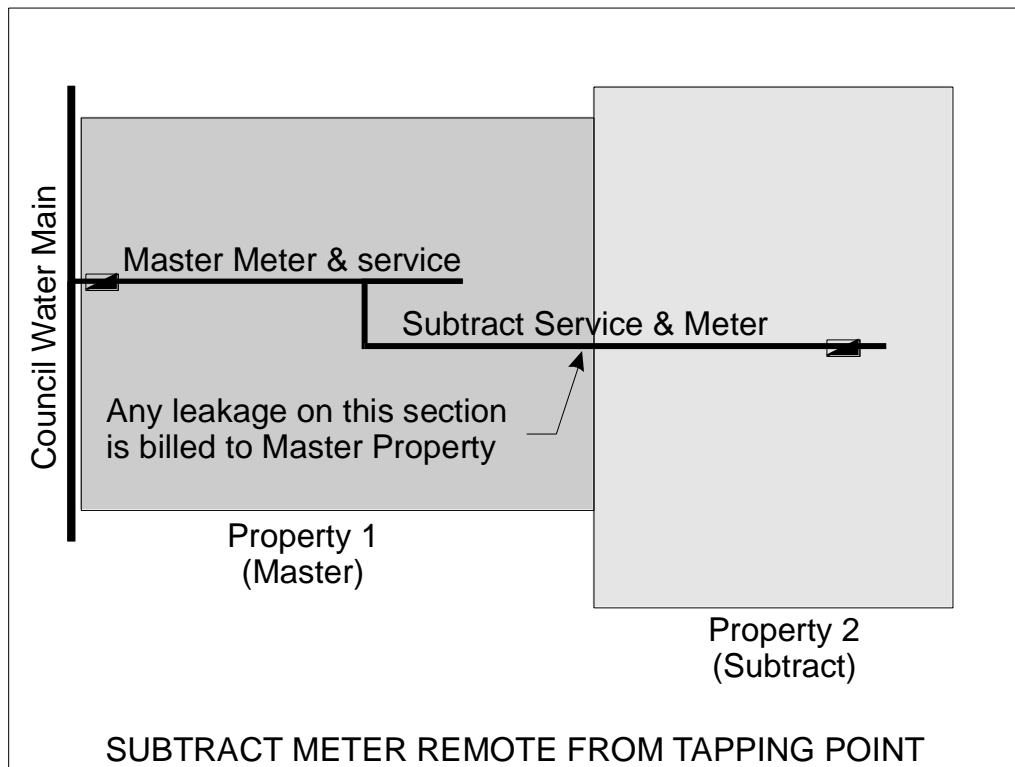 Council Water Main
Master Meter & service
Subtract Service & Meter
Any leakage on this section
is billed to Master Property
Property 1
(Master)
Property 2
(Subtract)
SUBTRACT METER REMOTE FROM TAPPING POINT